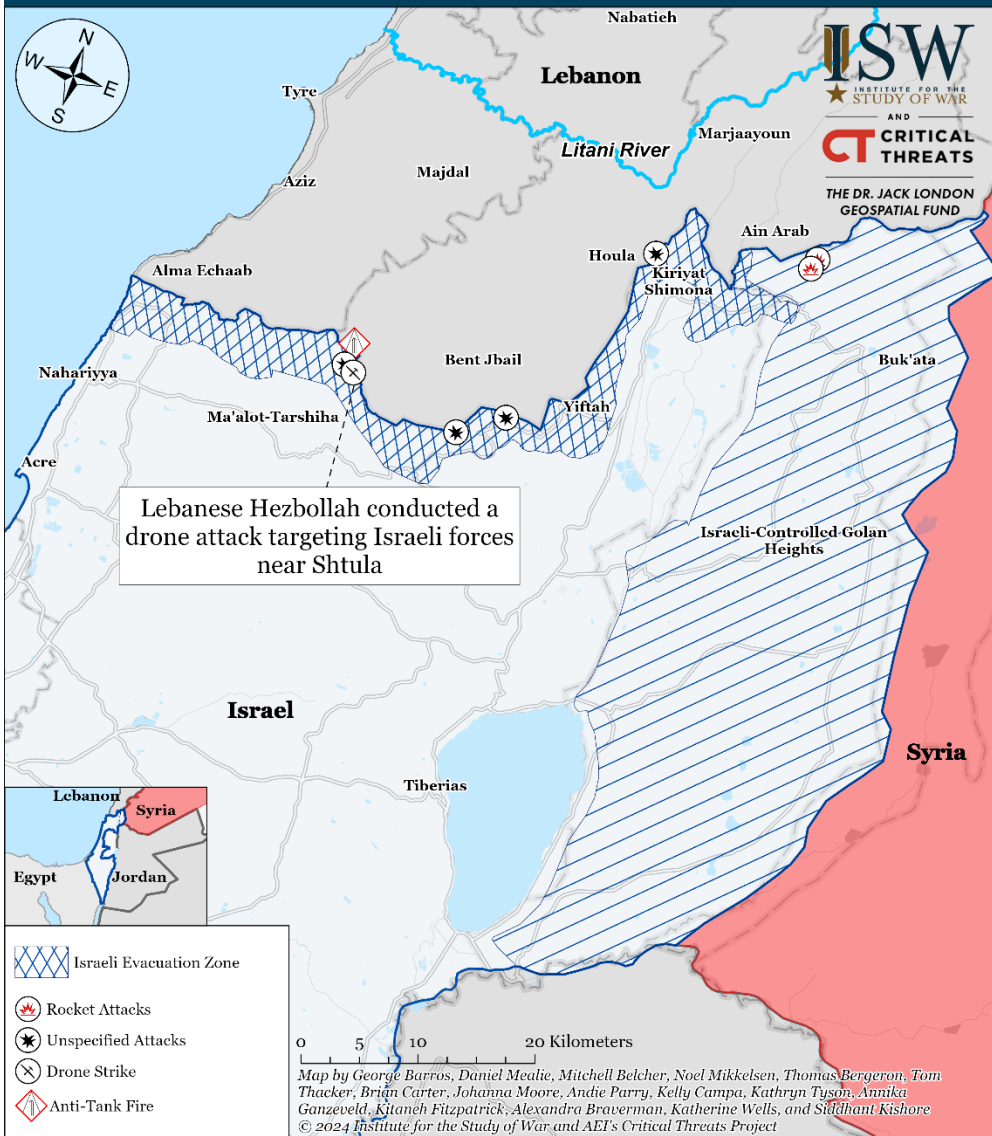 Nabatieh
N
W
E
S
ISW
INSTITUTE FOR THE
STUDY OF WAR
AND
CT CRITICAL
THREATS
THE DR. JACK LONDON
GEOSPATIAL FUND
Lebanon
Tyre
Litani River
Marjaayoun
Majdal
Aziz
Ain Arab
Houla
Alma Echaab
Kiriyat
Shimona
Bent Jbail
Buk'ata
Nahariyya
Ma'alot-Tarshiha
Yiftah
Acre
Lebanese Hezbollah conducted a
drone attack targeting Israeli forces
near Shtula
Israeli-Controlled Golan
Heights
Israel
Syria
Tiberias
Lebanon
Syria
Egypt
Jordan
Israeli Evacuation Zone
Rocket Attacks
Unspecified Attacks
Drone Strike
Anti-Tank Fire
0 5 10 20 Kilometers
Map by George Barros, Daniel Mealie, Mitchell Belcher, Noel Mikkelsen, Thomas Bergeron, Tom
Thacker, Brian Carter, Johanna Moore, Andie Parry, Kelly Campa, Kathryn Tyson, Annika
Ganzeveld, Kitaneh Fitzpatrick, Alexandra Braverman, Katherine Wells, and Siddhant Kishore
© 2024 Institute for the Study of War and AEI's Critical Threats Project